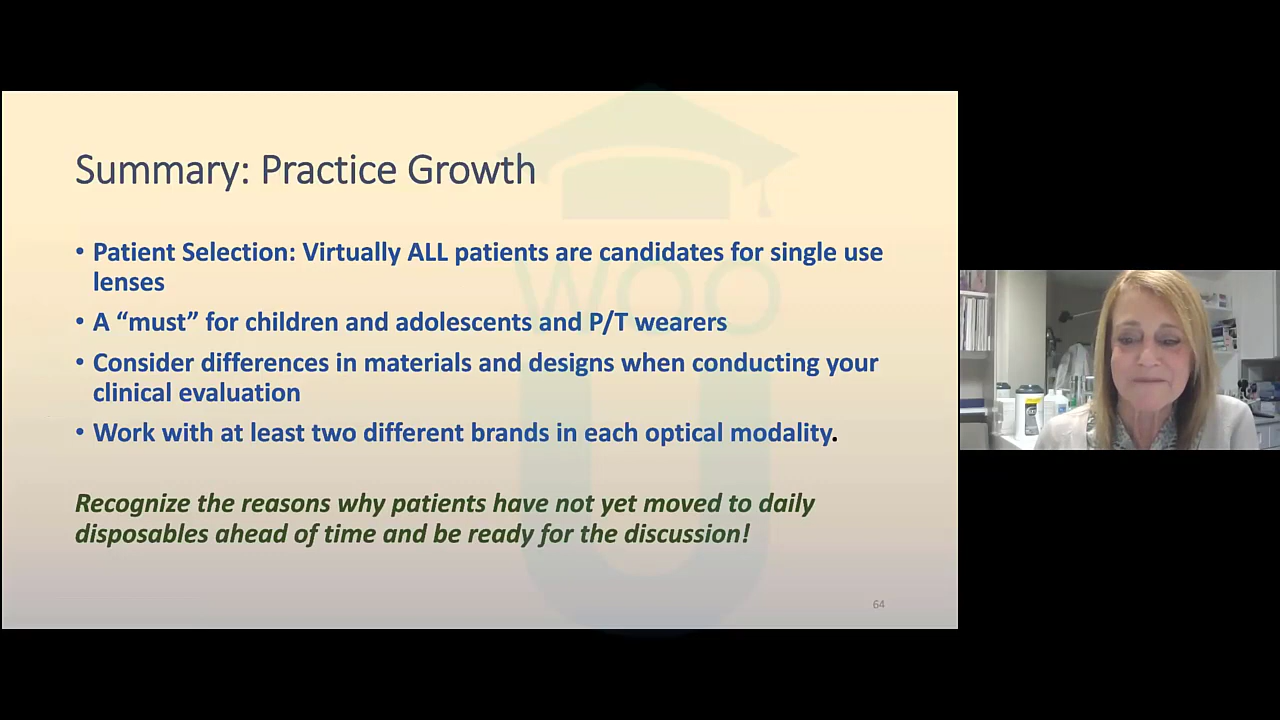 Summary: Practice Growth
• Patient Selection: Virtually ALL patients are candidates for single use
lenses
• A “must” for children and adolescents and P/T wearers
• Consider differences in materials and designs when conducting your
clinical evaluation
• Work with at least two different brands in each optical modality.
Recognize the reasons why patients have not yet moved to daily
disposables ahead of time and be ready for the discussion!
64
WOO
U